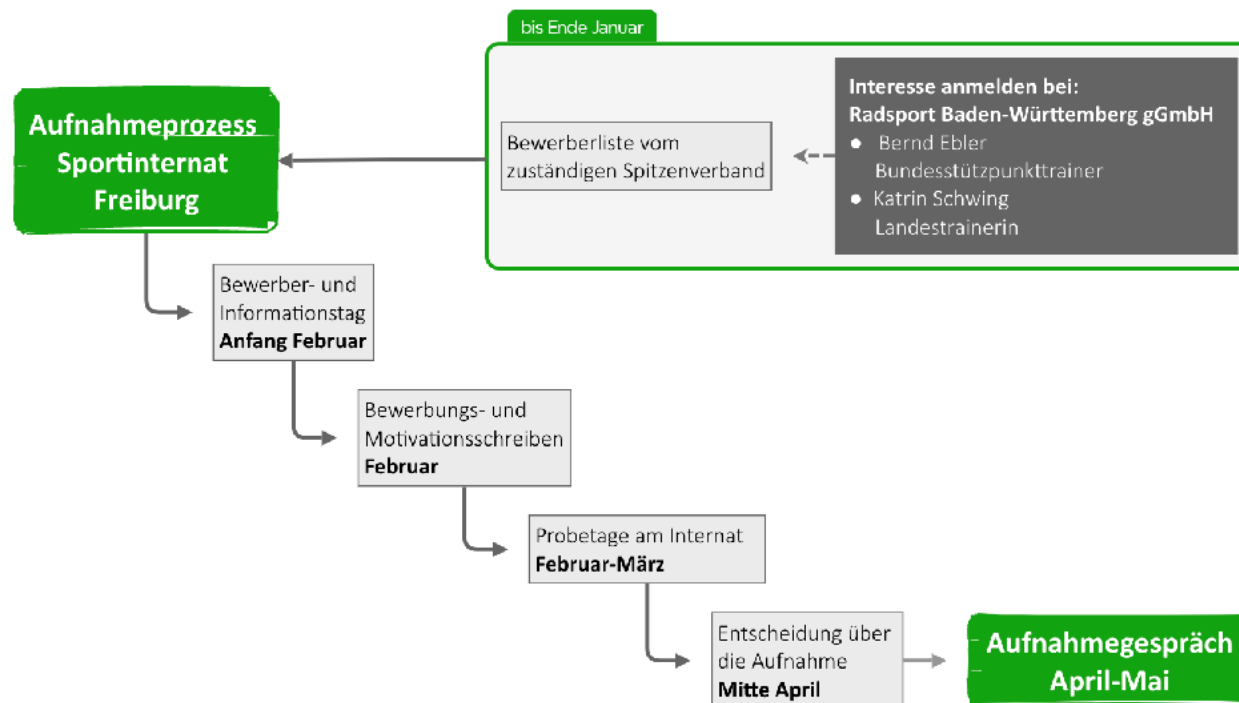 bis Ende Januar
Aufnahmeprozess
Sportinternat
Freiburg
Bewerberliste vom
zuständigen Spitzenverband
Interesse anmelden bei:
Radsport Baden-Württemberg gGmbH
● Bernd Ebler
Bundesstützpunkttrainer
● Katrin Schwing
Landestrainerin
Bewerber- und
Informationstag
Anfang Februar
Bewerbungs- und
Motivationsschreiben
Februar
Probetage am Internat
Februar-März
Entscheidung über
die Aufnahme
Mitte April
Aufnahmegespräch
April-Mai